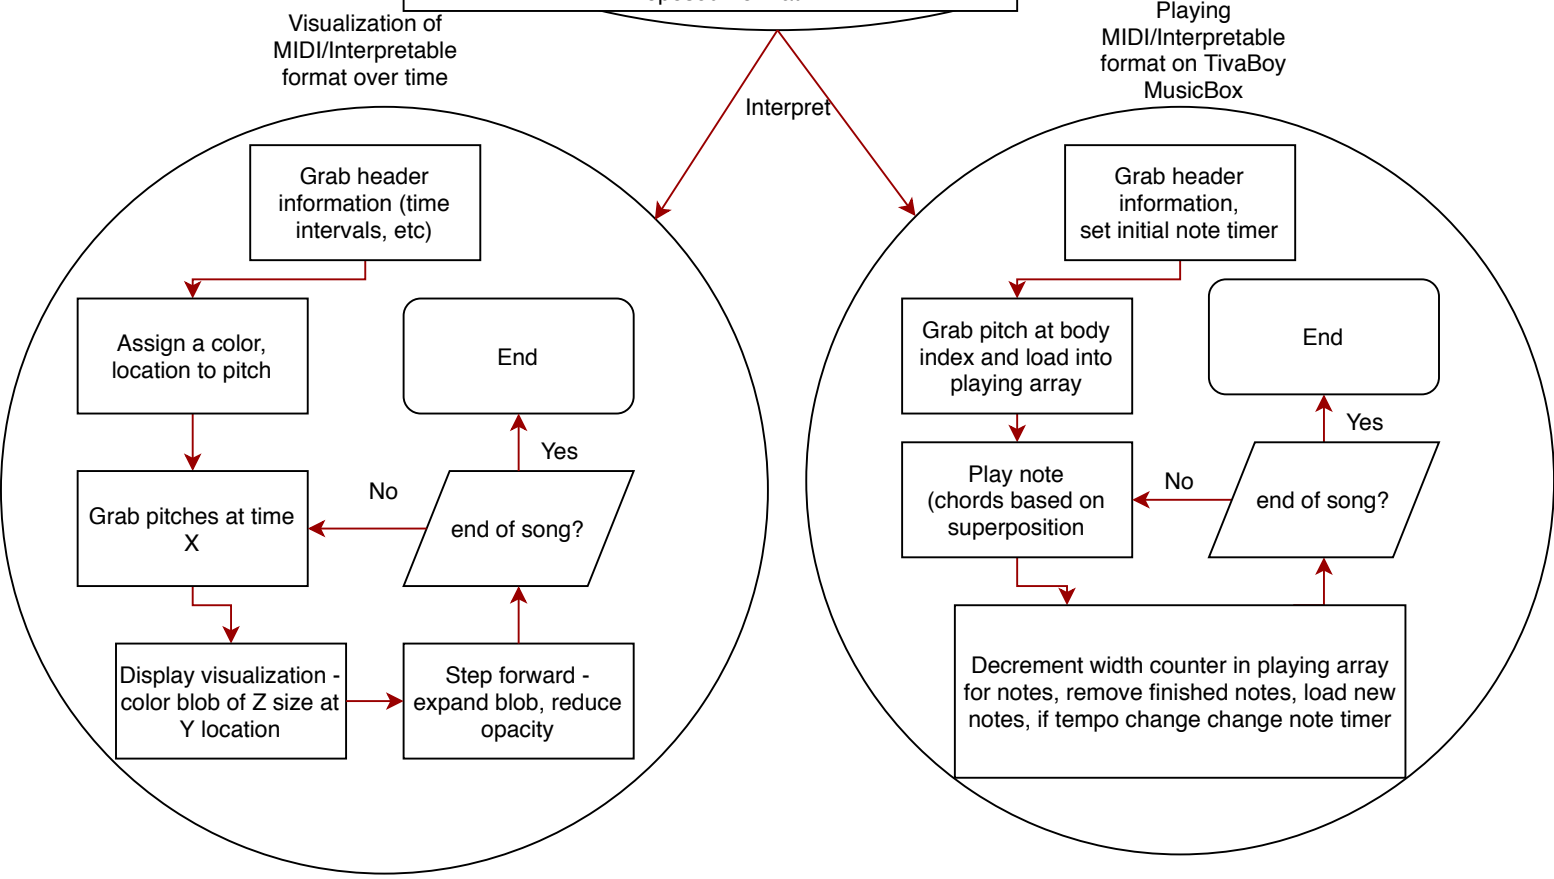 Visualization of
MIDI/Interpretable
format over time
Playing
MIDI/Interpretable
format on TivaBoy
MusicBox
Interpret
Grab header
information (time
intervals, etc)
Assign a color,
location to pitch
End
Yes
No
Grab pitches at time
X
end of song?
Display visualization -
color blob of Z size at
Y location
Step forward -
expand blob, reduce
opacity
Grab header
information,
set initial note timer
Grab pitch at body
index and load into
playing array
End
Yes
Play note
(chords based on
superposition
No
end of song?
Decrement width counter in playing array
for notes, remove finished notes, load new
notes, if tempo change change note timer